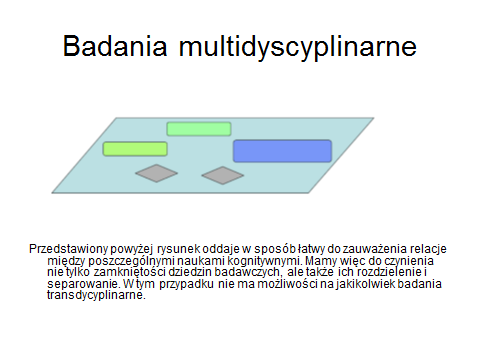 Badania multidyscyplinarne
Przedstawiony powyżej rysunek oddaje w sposób łatwy do zauważenia relacje
między poszczególnymi naukami kognitywnymi. Mamy więc do czynienia
nie tylko zamkniętości dziedzin badawczych, ale także ich rozdzielenie i
separowanie. W tym przypadku nie ma możliwości na jakikolwiek badania
transdycyplinarne.